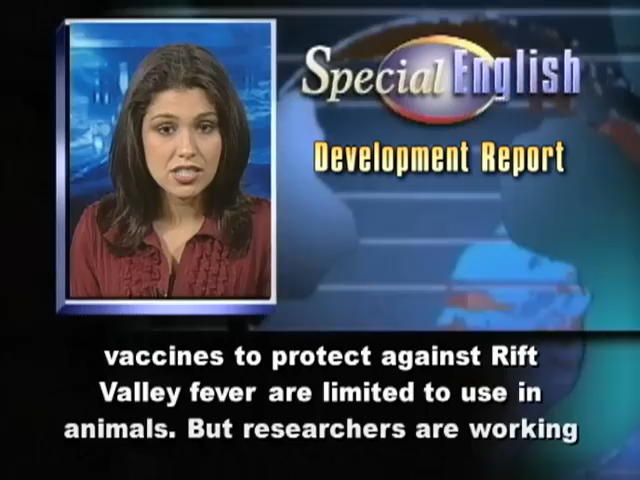 Special English
Development Report
vaccines to protect against Rift
Valley fever are limited to use in
animals. But researchers are working